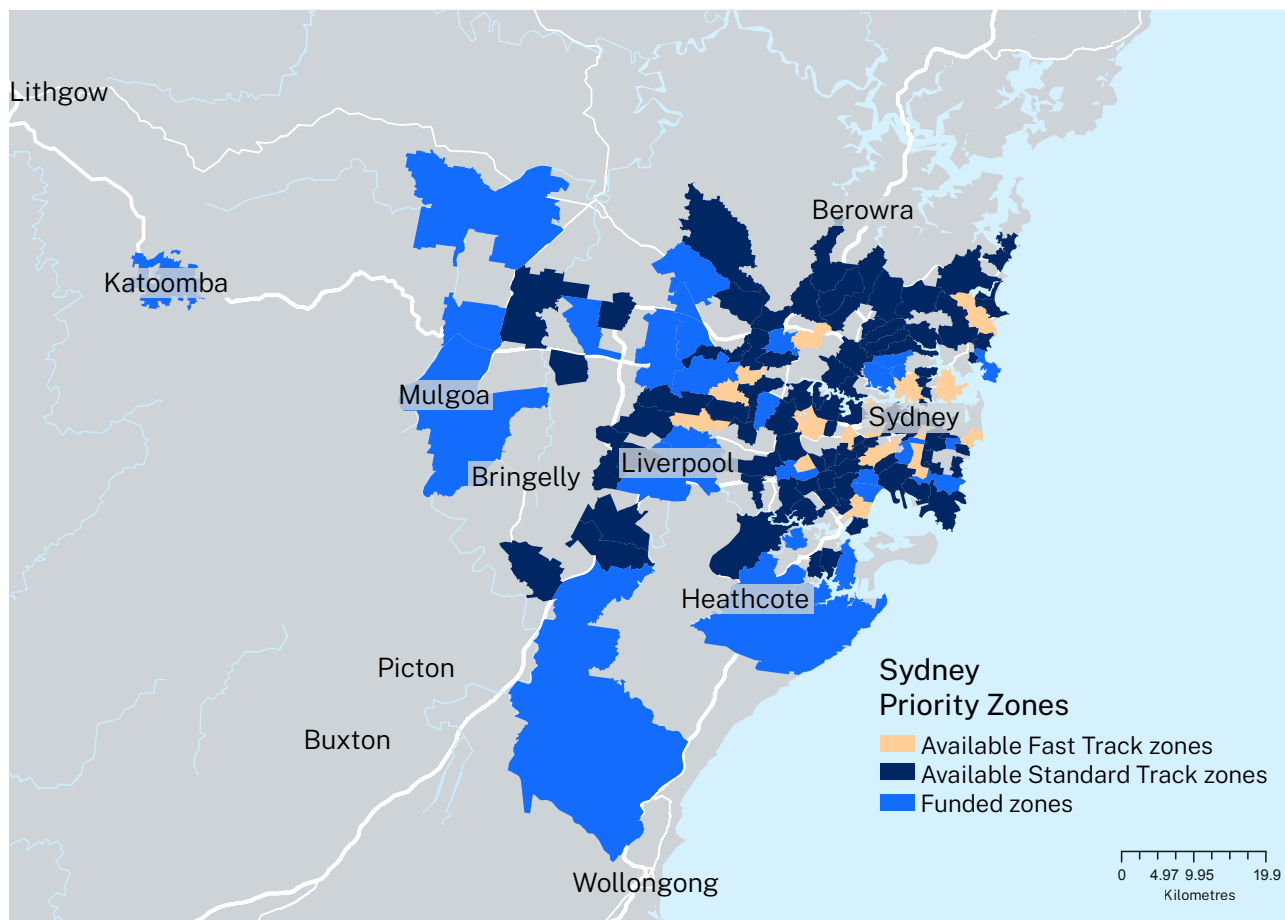 Lithgow
Berowra
Katoomba
Mulgoa
Sydney
Liverpool
Bringelly
Heathcote
Picton
Buxton
Wollongong
Sydney
Priority Zones
Available Fast Track zones
Available Standard Track zones
Funded zones
0 4.97 9.95 19.9
Kilometres